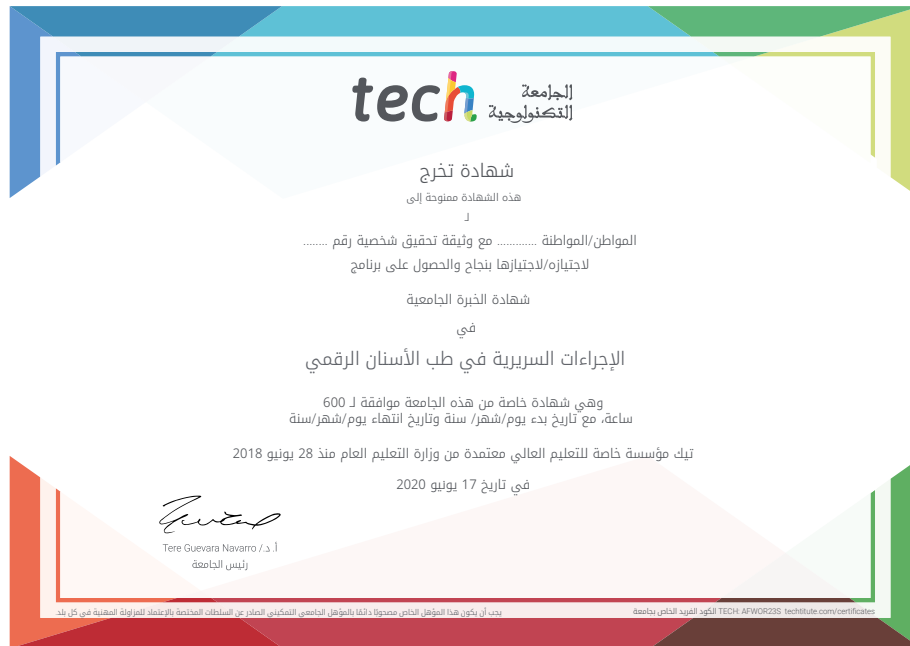 tech الجامعة التكنولوجية
شهادة تخرج
هذه الشهادة ممنوحة إلى
لـ
المواطن/المواطنة ............ مع وثيقة تحقيق شخصية رقم ........
لاجتيازه/لاجتيازها بنجاح والحصول على برنامج
شهادة الخبرة الجامعية
في
الإجراءات السريرية في طب الأسنان الرقمي
وهي شهادة خاصة من هذه الجامعة موافقة لـ 600
ساعة، مع تاريخ بدء يوم/شهر/ سنة وتاريخ انتهاء يوم/شهر/سنة
تيك مؤسسة خاصة للتعليم العالي معتمدة من وزارة التعليم العام منذ 28 يونيو 2018
في تاريخ 17 يونيو 2020
أ. د./ Tere Guevara Navarro
رئيس الجامعة
الكود الفريد الخاص بجامعة TECH: AFWOR23S techtitute.com/certificates
يجب أن يكون هذا المؤهل الخاص مصحوبًا دائمًا بالمؤهل الجامعي التمكيني الصادر عن السلطات المختصة بالإعتماد للمزاولة المهنية في كل بلد.